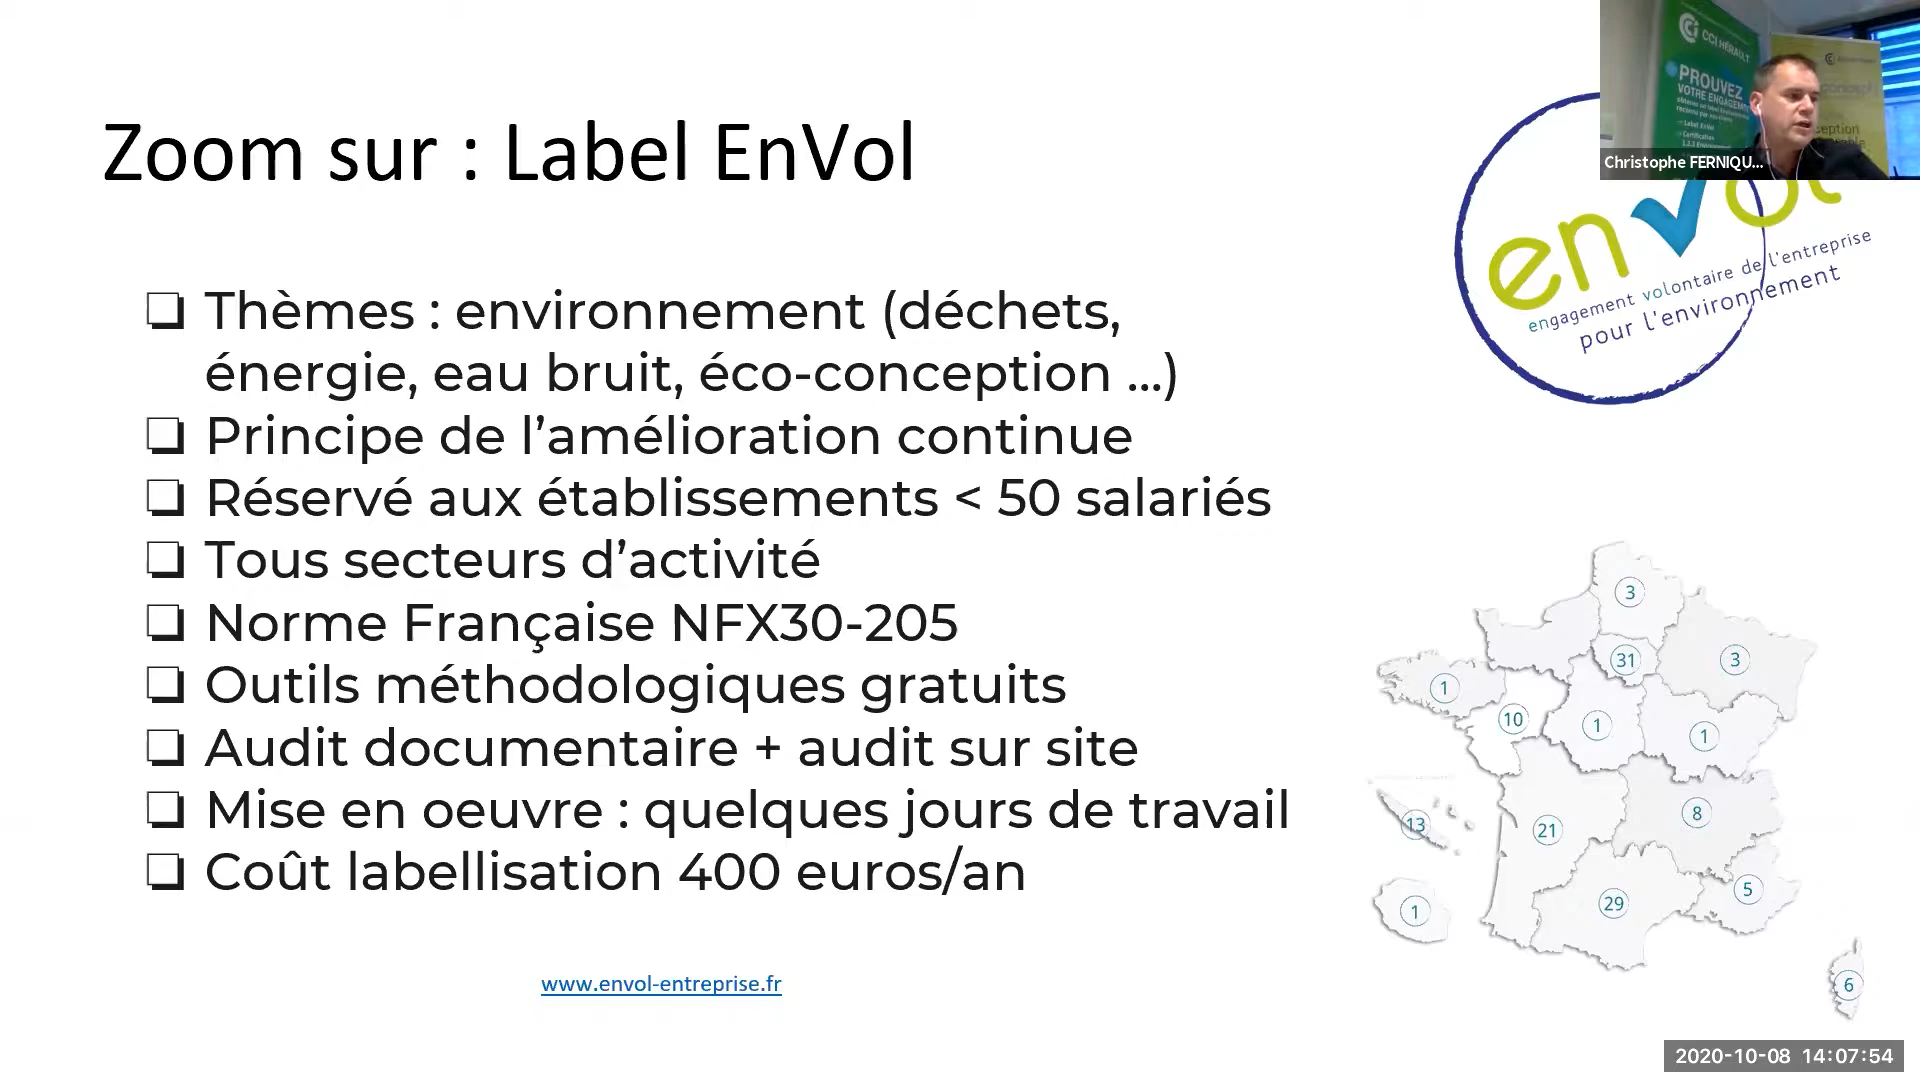 Zoom sur : Label EnVol
❑ Thèmes : environnement (déchets,
énergie, eau bruit, éco-conception ...)
❑ Principe de l’amélioration continue
❑ Réservé aux établissements < 50 salariés
❑ Tous secteurs d’activité
❑ Norme Française NFX30-205
❑ Outils méthodologiques gratuits
❑ Audit documentaire + audit sur site
❑ Mise en oeuvre : quelques jours de travail
❑ Coût labellisation 400 euros/an
www.envol-entreprise.fr
CCI HÉRAULT
PROUVEZ
VOTRE ENGAGEMENT
Label EnVol
Christophe FERNIQU...
envol
engagement volontaire de l'entreprise
pour l'environnement
3
31
3
1
10
1
1
8
13
21
5
29
1
6
2020-10-08 14:07:54